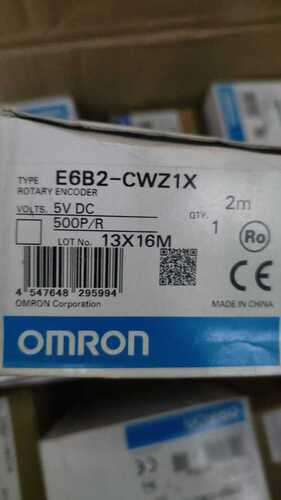 TYPE E6B2-CWZ1X
ROTARY ENCODER 2m
VOLTS. 5V DC QTY. 1
500P/R Ro
LOT No. 13X16M
4 547648 295994 CE
OMRON Corporation MADE IN CHINA
OMRON